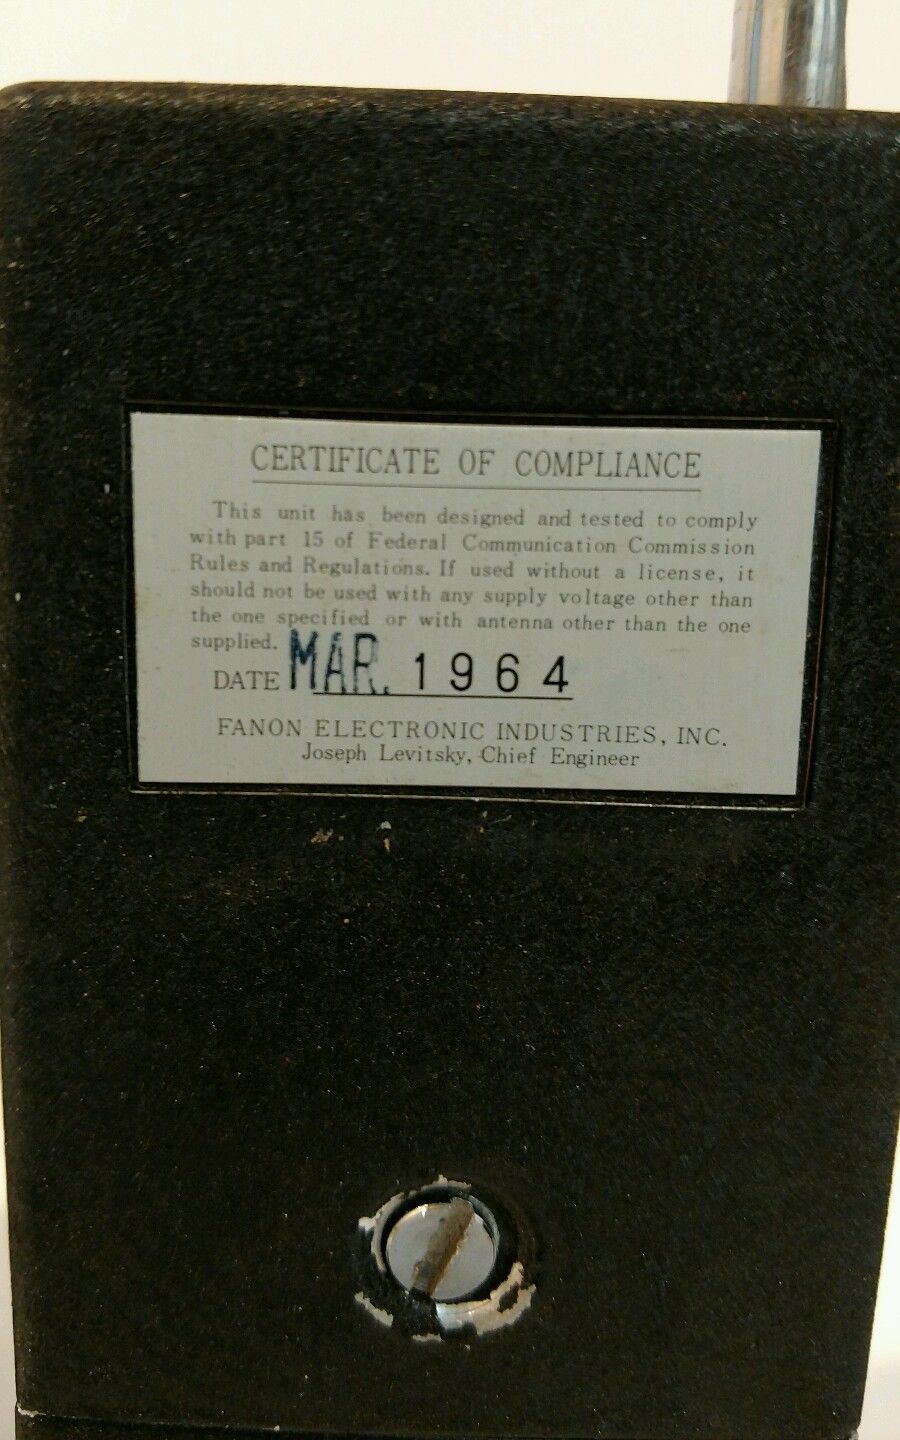 CERTIFICATE OF COMPLIANCE
This unit has been designed and tested to comply
with part 15 of Federal Communication Commission
Rules and Regulations. If used without a license, it
should not be used with any supply voltage other than
the one specified or with antenna other than the one
supplied.
DATE MAR. 1964
FANON ELECTRONIC INDUSTRIES, INC.
Joseph Levitsky, Chief Engineer